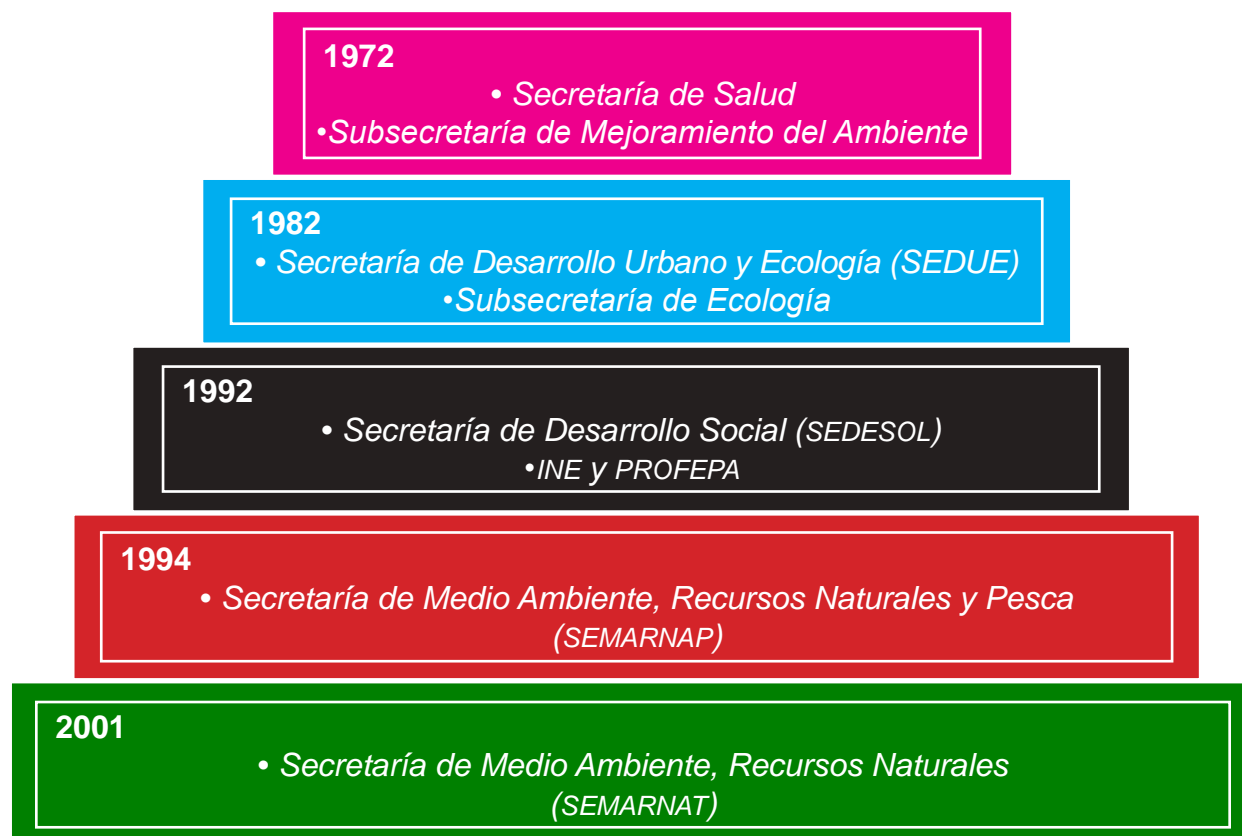 1972
• Secretaría de Salud
•Subsecretaría de Mejoramiento del Ambiente
1982
• Secretaría de Desarrollo Urbano y Ecología (SEDUE)
•Subsecretaría de Ecología
1992
• Secretaría de Desarrollo Social (SEDESOL)
•INE y PROFEPA
1994
• Secretaría de Medio Ambiente, Recursos Naturales y Pesca
(SEMARNAP)
2001
• Secretaría de Medio Ambiente, Recursos Naturales
(SEMARNAT)